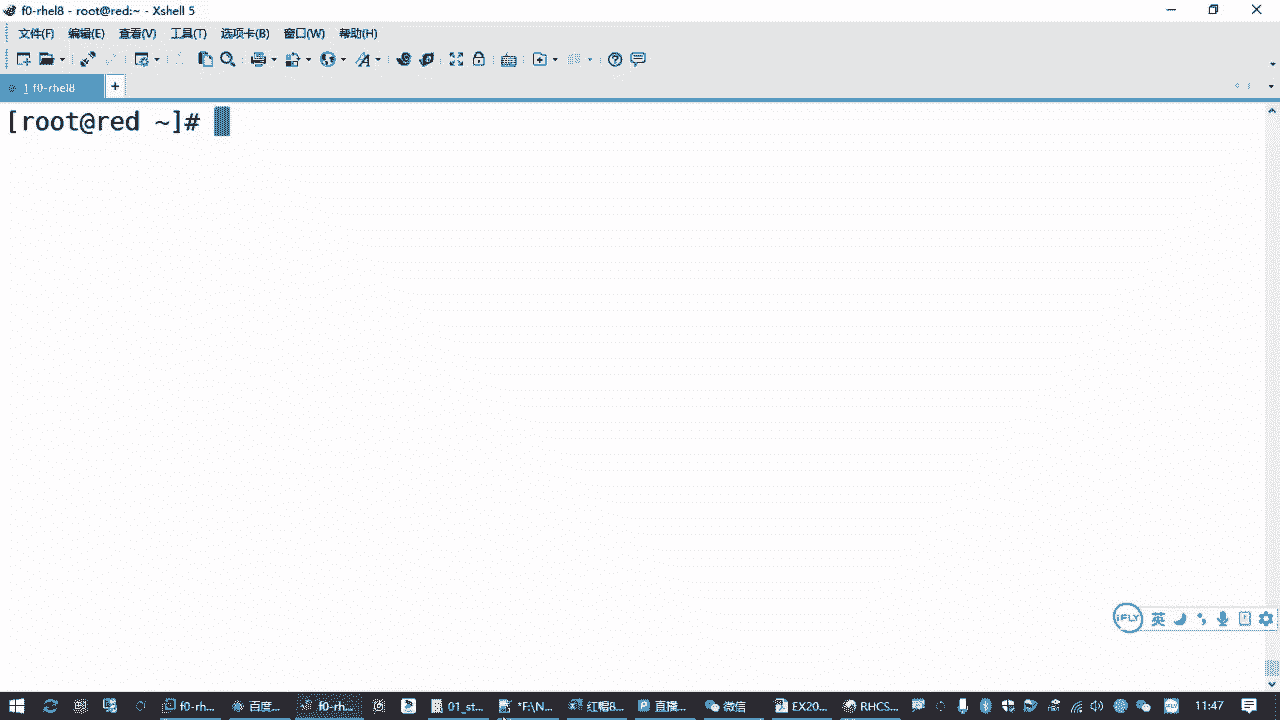 f0-rhel8 - root@red:~ - Xshell 5
文件(F) 编辑(E) 查看(V) 工具(T) 选项卡(B) 窗口(W) 帮助(H)
1 f0-rhel8 +
[root@red ~]#
iFLY 英
f0-rh... 百度... f0-rh... 01_st... *F:\N... 红帽8... 直播... 微信 EX20... RHCS... 11:47